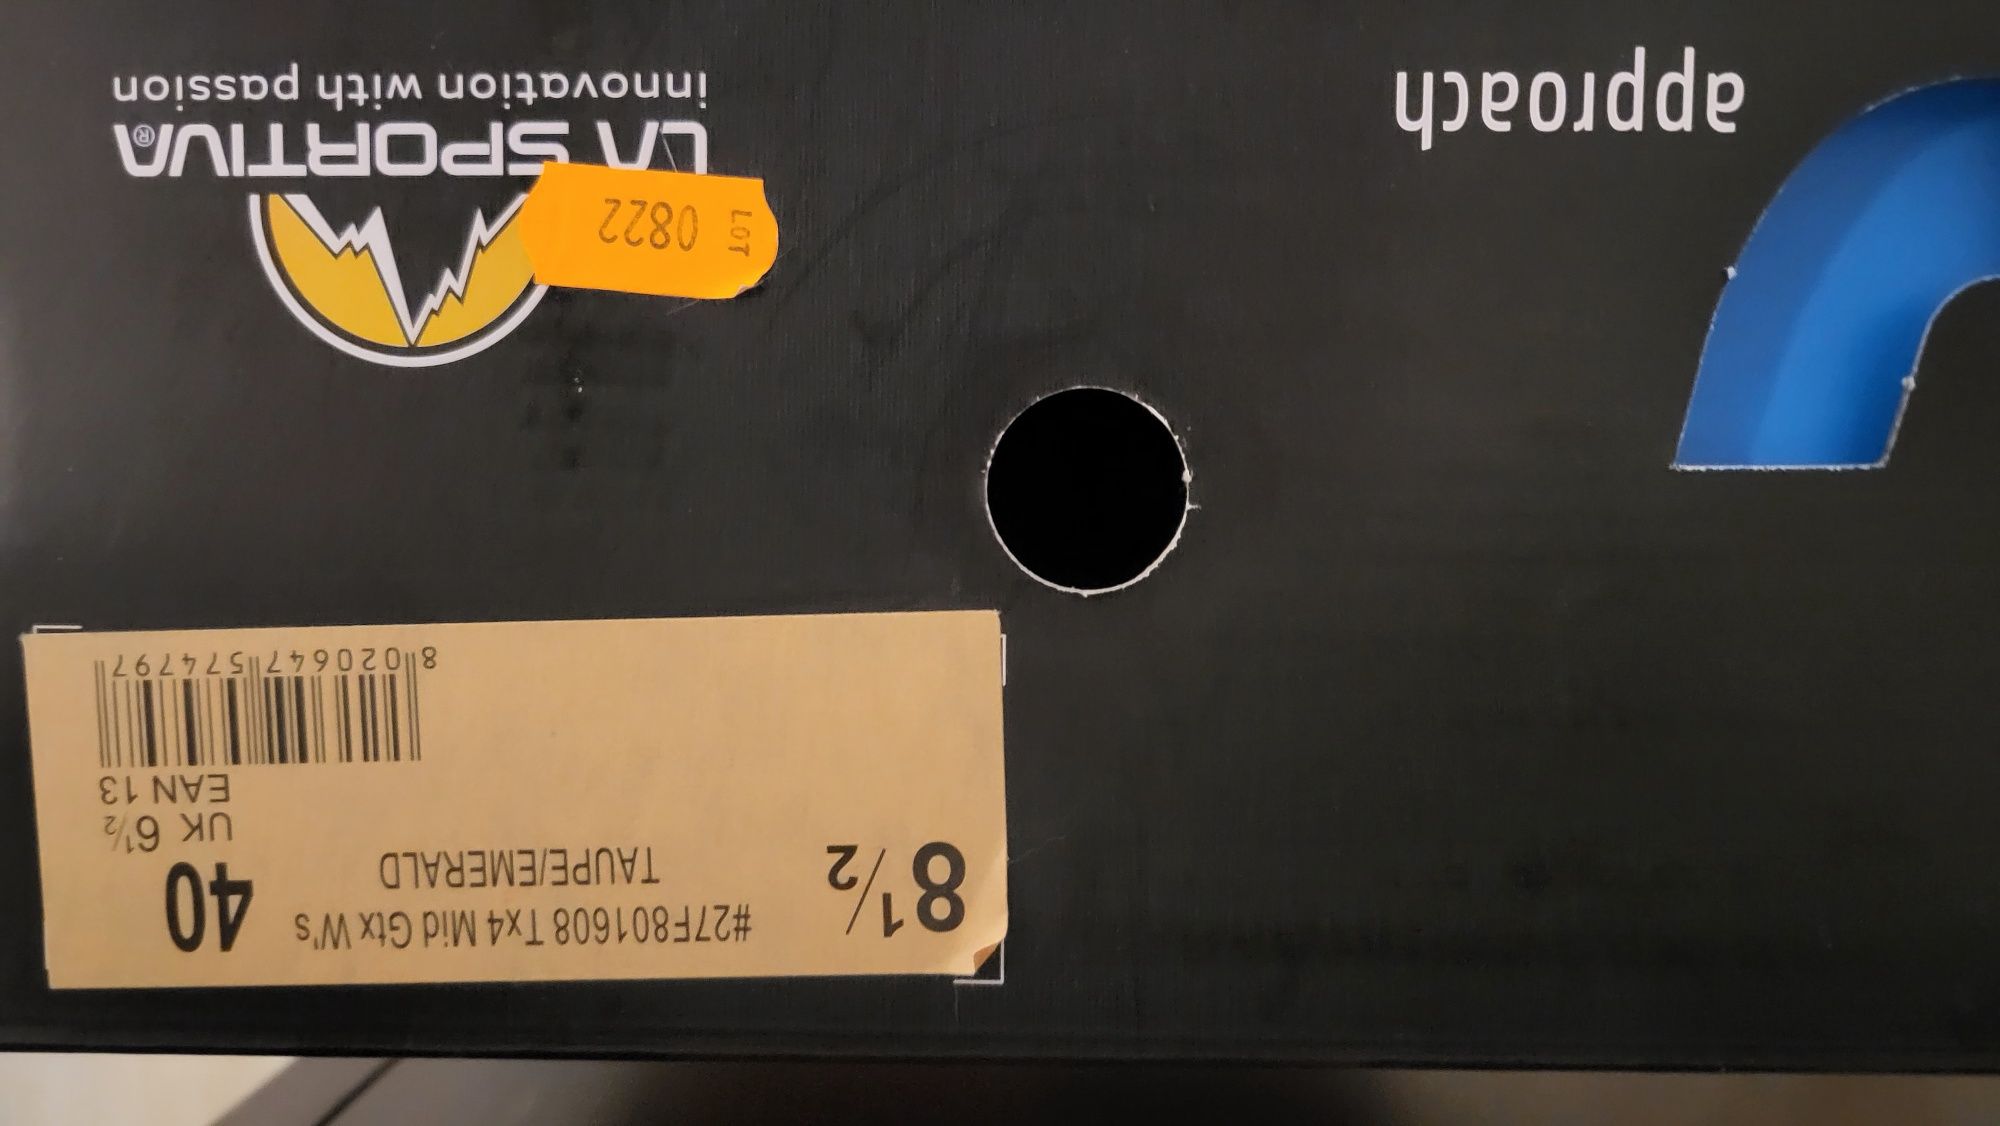 8½
#27F801608 Tx4 Mid Gtx W's
TAUPE/EMERALD
40
UK 6½
EAN 13
8 020647 574797
LOT
0822
LA SPORTIVA®
innovation with passion
approach